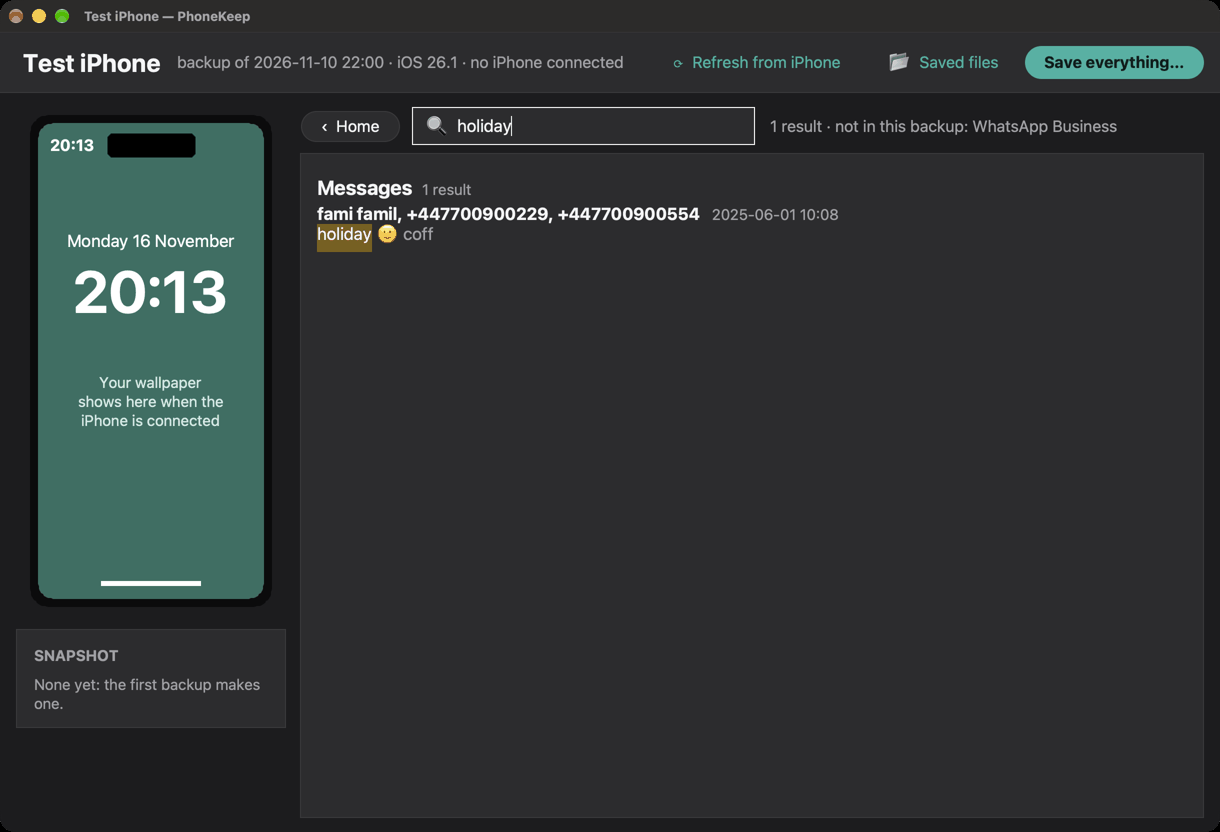 Test iPhone — PhoneKeep
Test iPhone backup of 2026-11-10 22:00 · iOS 26.1 · no iPhone connected ⟳ Refresh from iPhone 📂 Saved files Save everything...
20:13
Monday 16 November
20:13
Your wallpaper
shows here when the
iPhone is connected
SNAPSHOT
None yet: the first backup makes
one.
‹ Home 🔍 holiday 1 result · not in this backup: WhatsApp Business
Messages 1 result
fami famil, +447700900229, +447700900554 2025-06-01 10:08
holiday 🙂 coff